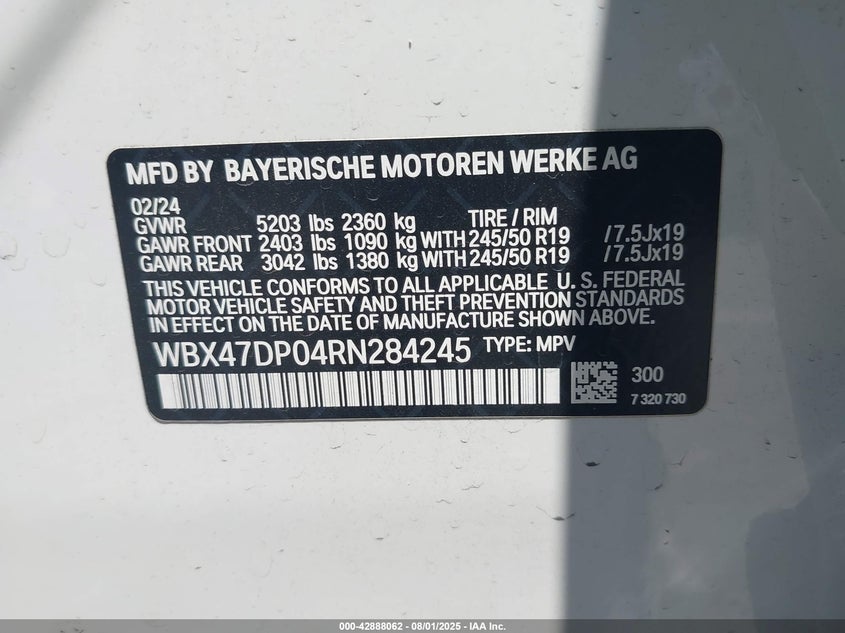 MFD BY BAYERISCHE MOTOREN WERKE AG
02/24
GVWR 5203 lbs 2360 kg TIRE / RIM
GAWR FRONT 2403 lbs 1090 kg WITH 245/50 R19 /7.5Jx19
GAWR REAR 3042 lbs 1380 kg WITH 245/50 R19 /7.5Jx19
THIS VEHICLE CONFORMS TO ALL APPLICABLE U. S. FEDERAL
MOTOR VEHICLE SAFETY AND THEFT PREVENTION STANDARDS
IN EFFECT ON THE DATE OF MANUFACTURE SHOWN ABOVE.
WBX47DP04RN284245 TYPE: MPV
300
7 320 730
000-42888062 - 08/01/2025 - IAA Inc.